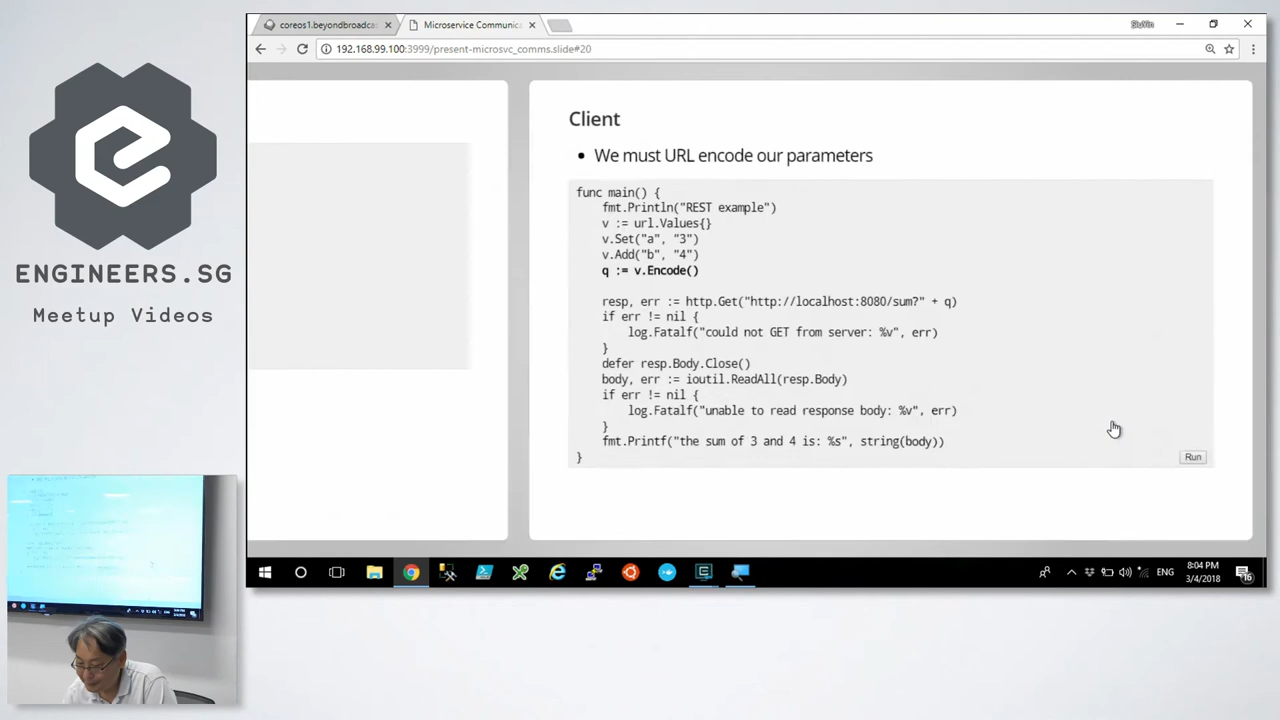 coreos1.beyondbroadca
Microservice Communica
SiuYin
192.168.99.100:3999/present-microsvc_comms.slide#20
ENGINEERS.SG
Meetup Videos
Client
We must URL encode our parameters
func main() {
fmt.Println("REST example")
v := url.Values{}
v.Set("a", "3")
v.Add("b", "4")
q := v.Encode()
resp, err := http.Get("http://localhost:8080/sum?" + q)
if err != nil {
log.Fatalf("could not GET from server: %v", err)
}
defer resp.Body.Close()
body, err := ioutil.ReadAll(resp.Body)
if err != nil {
log.Fatalf("unable to read response body: %v", err)
}
fmt.Printf("the sum of 3 and 4 is: %s", string(body))
}
Run
ENG
8:04 PM
3/4/2018
16